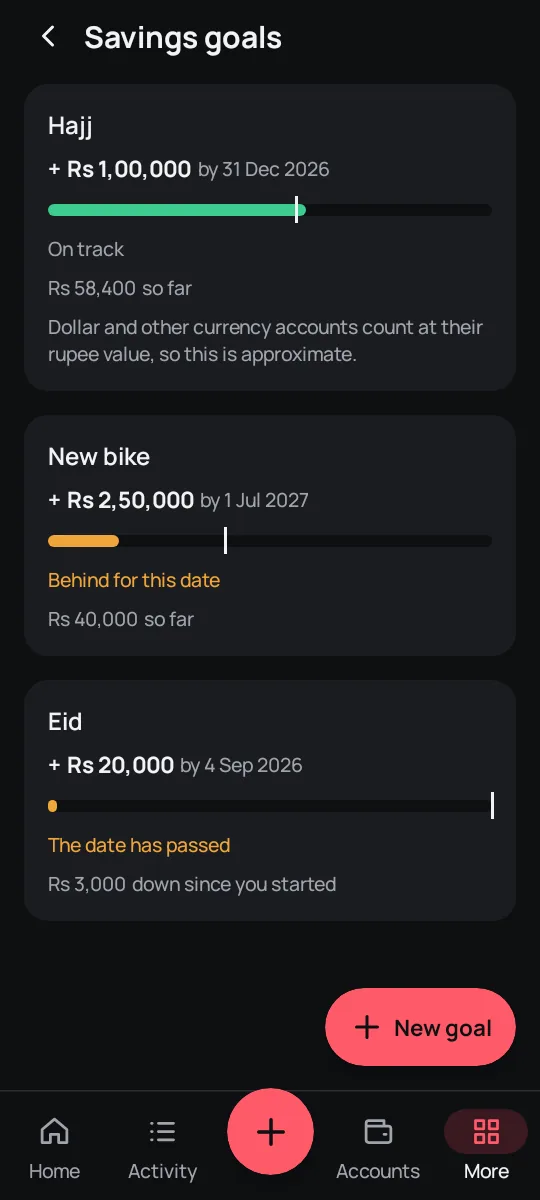 Savings goals
Hajj
+ Rs 1,00,000 by 31 Dec 2026
On track
Rs 58,400 so far
Dollar and other currency accounts count at their
rupee value, so this is approximate.
New bike
+ Rs 2,50,000 by 1 Jul 2027
Behind for this date
Rs 40,000 so far
Eid
+ Rs 20,000 by 4 Sep 2026
The date has passed
Rs 3,000 down since you started
New goal
Home
Activity
Accounts
More